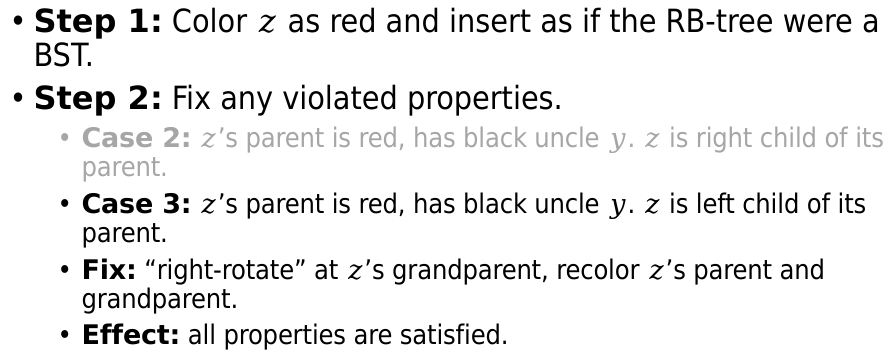 • Step 1: Color z as red and insert as if the RB-tree were a
BST.
• Step 2: Fix any violated properties.
• Case 2: z’s parent is red, has black uncle y. z is right child of its
parent.
• Case 3: z’s parent is red, has black uncle y. z is left child of its
parent.
• Fix: “right-rotate” at z’s grandparent, recolor z’s parent and
grandparent.
• Effect: all properties are satisfied.